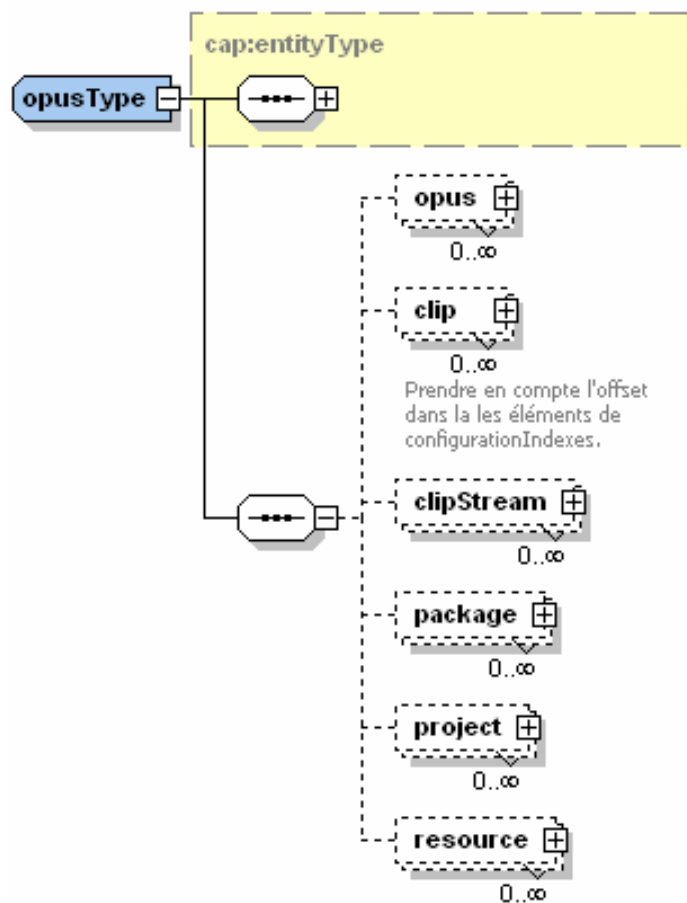 cap:entityType
opusType
opus
0..∞
clip
0..∞
Prendre en compte l'offset
dans la les éléments de
configurationIndexes.
clipStream
0..∞
package
0..∞
project
0..∞
resource
0..∞